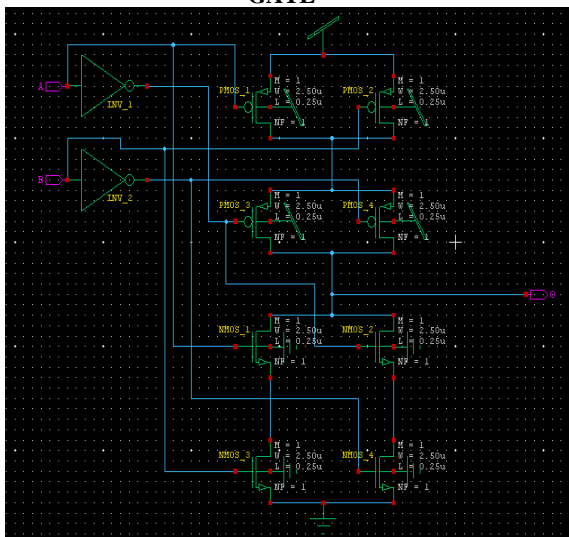 GATE
A
INV_1
B
INV_2
PMOS_1
M = 1
W = 2.50u
L = 0.25u
NF = 1
PMOS_2
M = 1
W = 2.50u
L = 0.25u
NF = 1
PMOS_3
M = 1
W = 2.50u
L = 0.25u
NF = 1
PMOS_4
M = 1
W = 2.50u
L = 0.25u
NF = 1
NMOS_1
M = 1
W = 2.50u
L = 0.25u
NF = 1
NMOS_2
M = 1
W = 2.50u
L = 0.25u
NF = 1
NMOS_3
M = 1
W = 2.50u
L = 0.25u
NF = 1
NMOS_4
M = 1
W = 2.50u
L = 0.25u
NF = 1